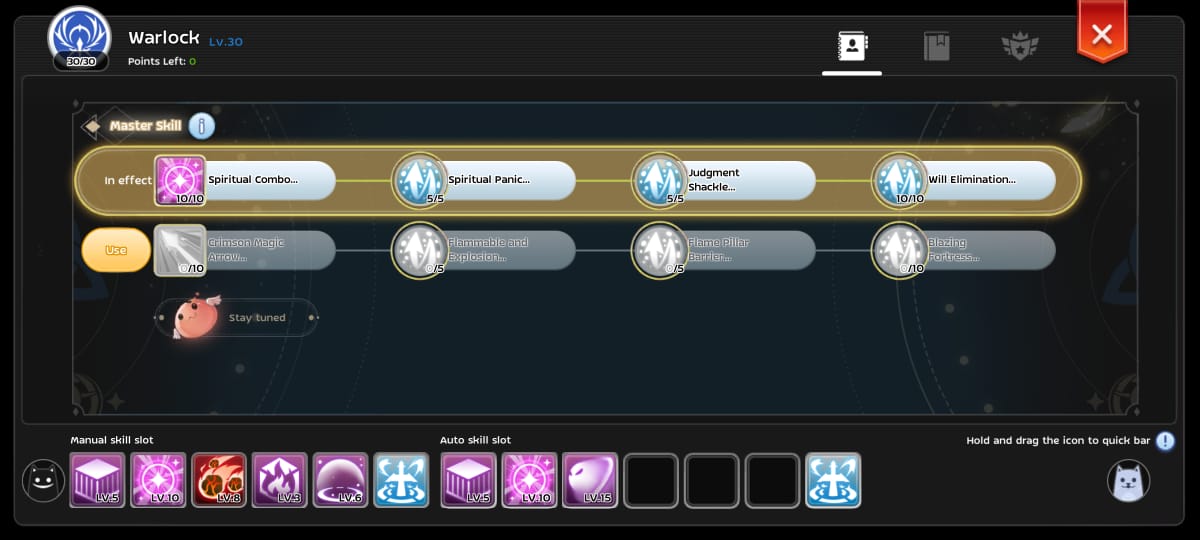 Warlock Lv.30
30/30
Points Left: 0
Master Skill
In effect
10/10
Spiritual Combo...
5/5
Spiritual Panic...
5/5
Judgment
Shackle...
10/10
Will Elimination...
Use
0/10
Crimson Magic
Arrow...
0/5
Flammable and
Explosion...
0/5
Flame Pillar
Barrier...
0/10
Blazing
Fortress...
Stay tuned
Manual skill slot
Auto skill slot
Hold and drag the icon to quick bar
LV.5
LV.10
LV.8
LV.3
LV.6
LV.5
LV.10
LV.15